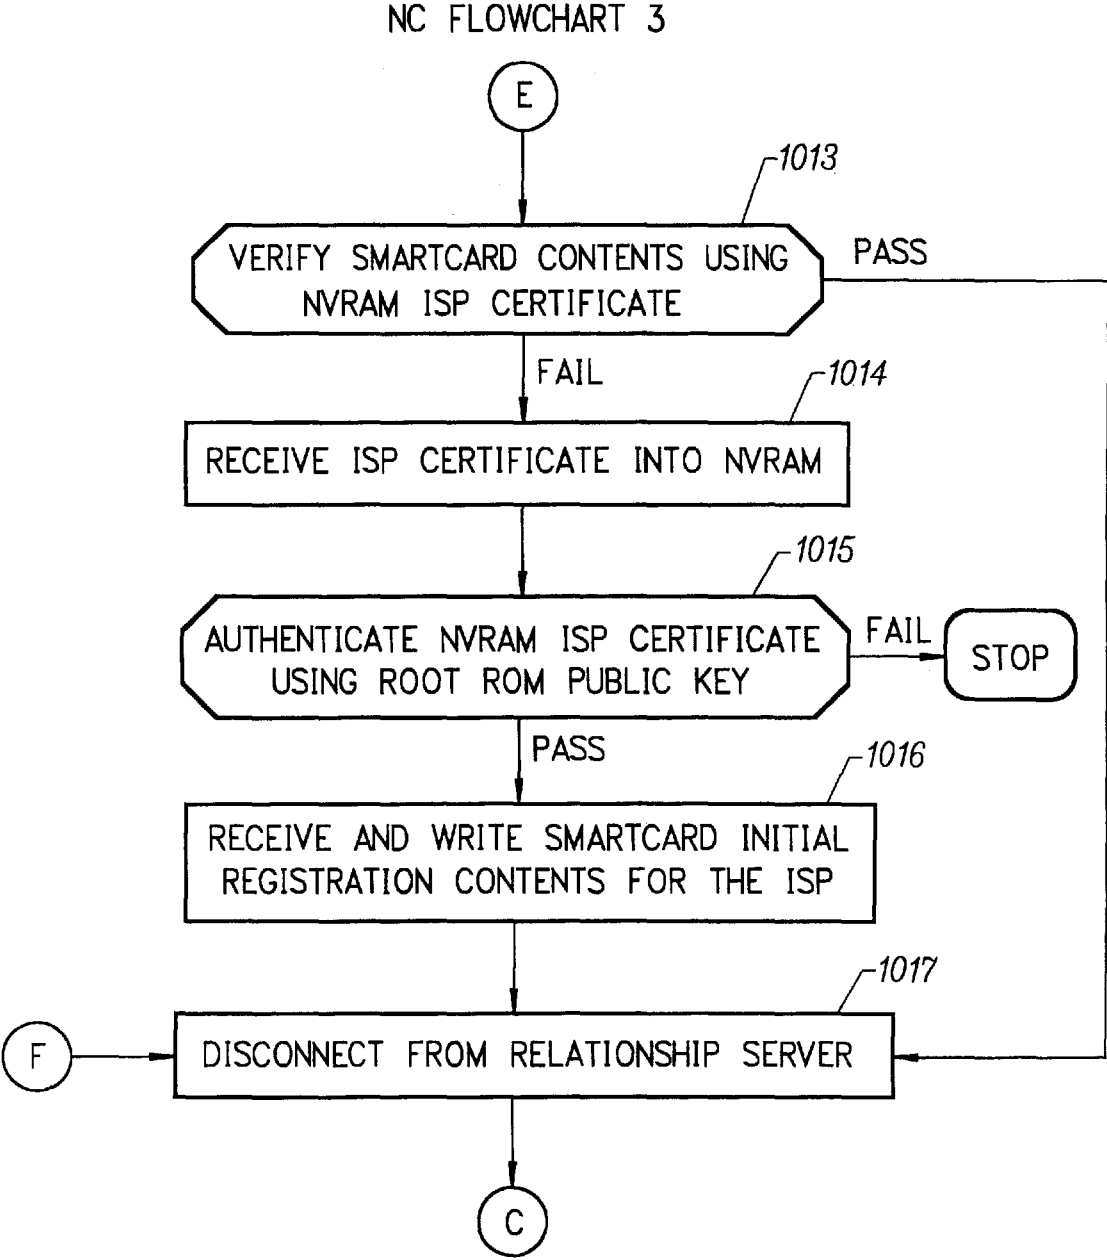 NC FLOWCHART 3
E
1013
VERIFY SMARTCARD CONTENTS USING
NVRAM ISP CERTIFICATE
PASS
FAIL
1014
RECEIVE ISP CERTIFICATE INTO NVRAM
1015
AUTHENTICATE NVRAM ISP CERTIFICATE
USING ROOT ROM PUBLIC KEY
FAIL
STOP
PASS
1016
RECEIVE AND WRITE SMARTCARD INITIAL
REGISTRATION CONTENTS FOR THE ISP
1017
F
DISCONNECT FROM RELATIONSHIP SERVER
C